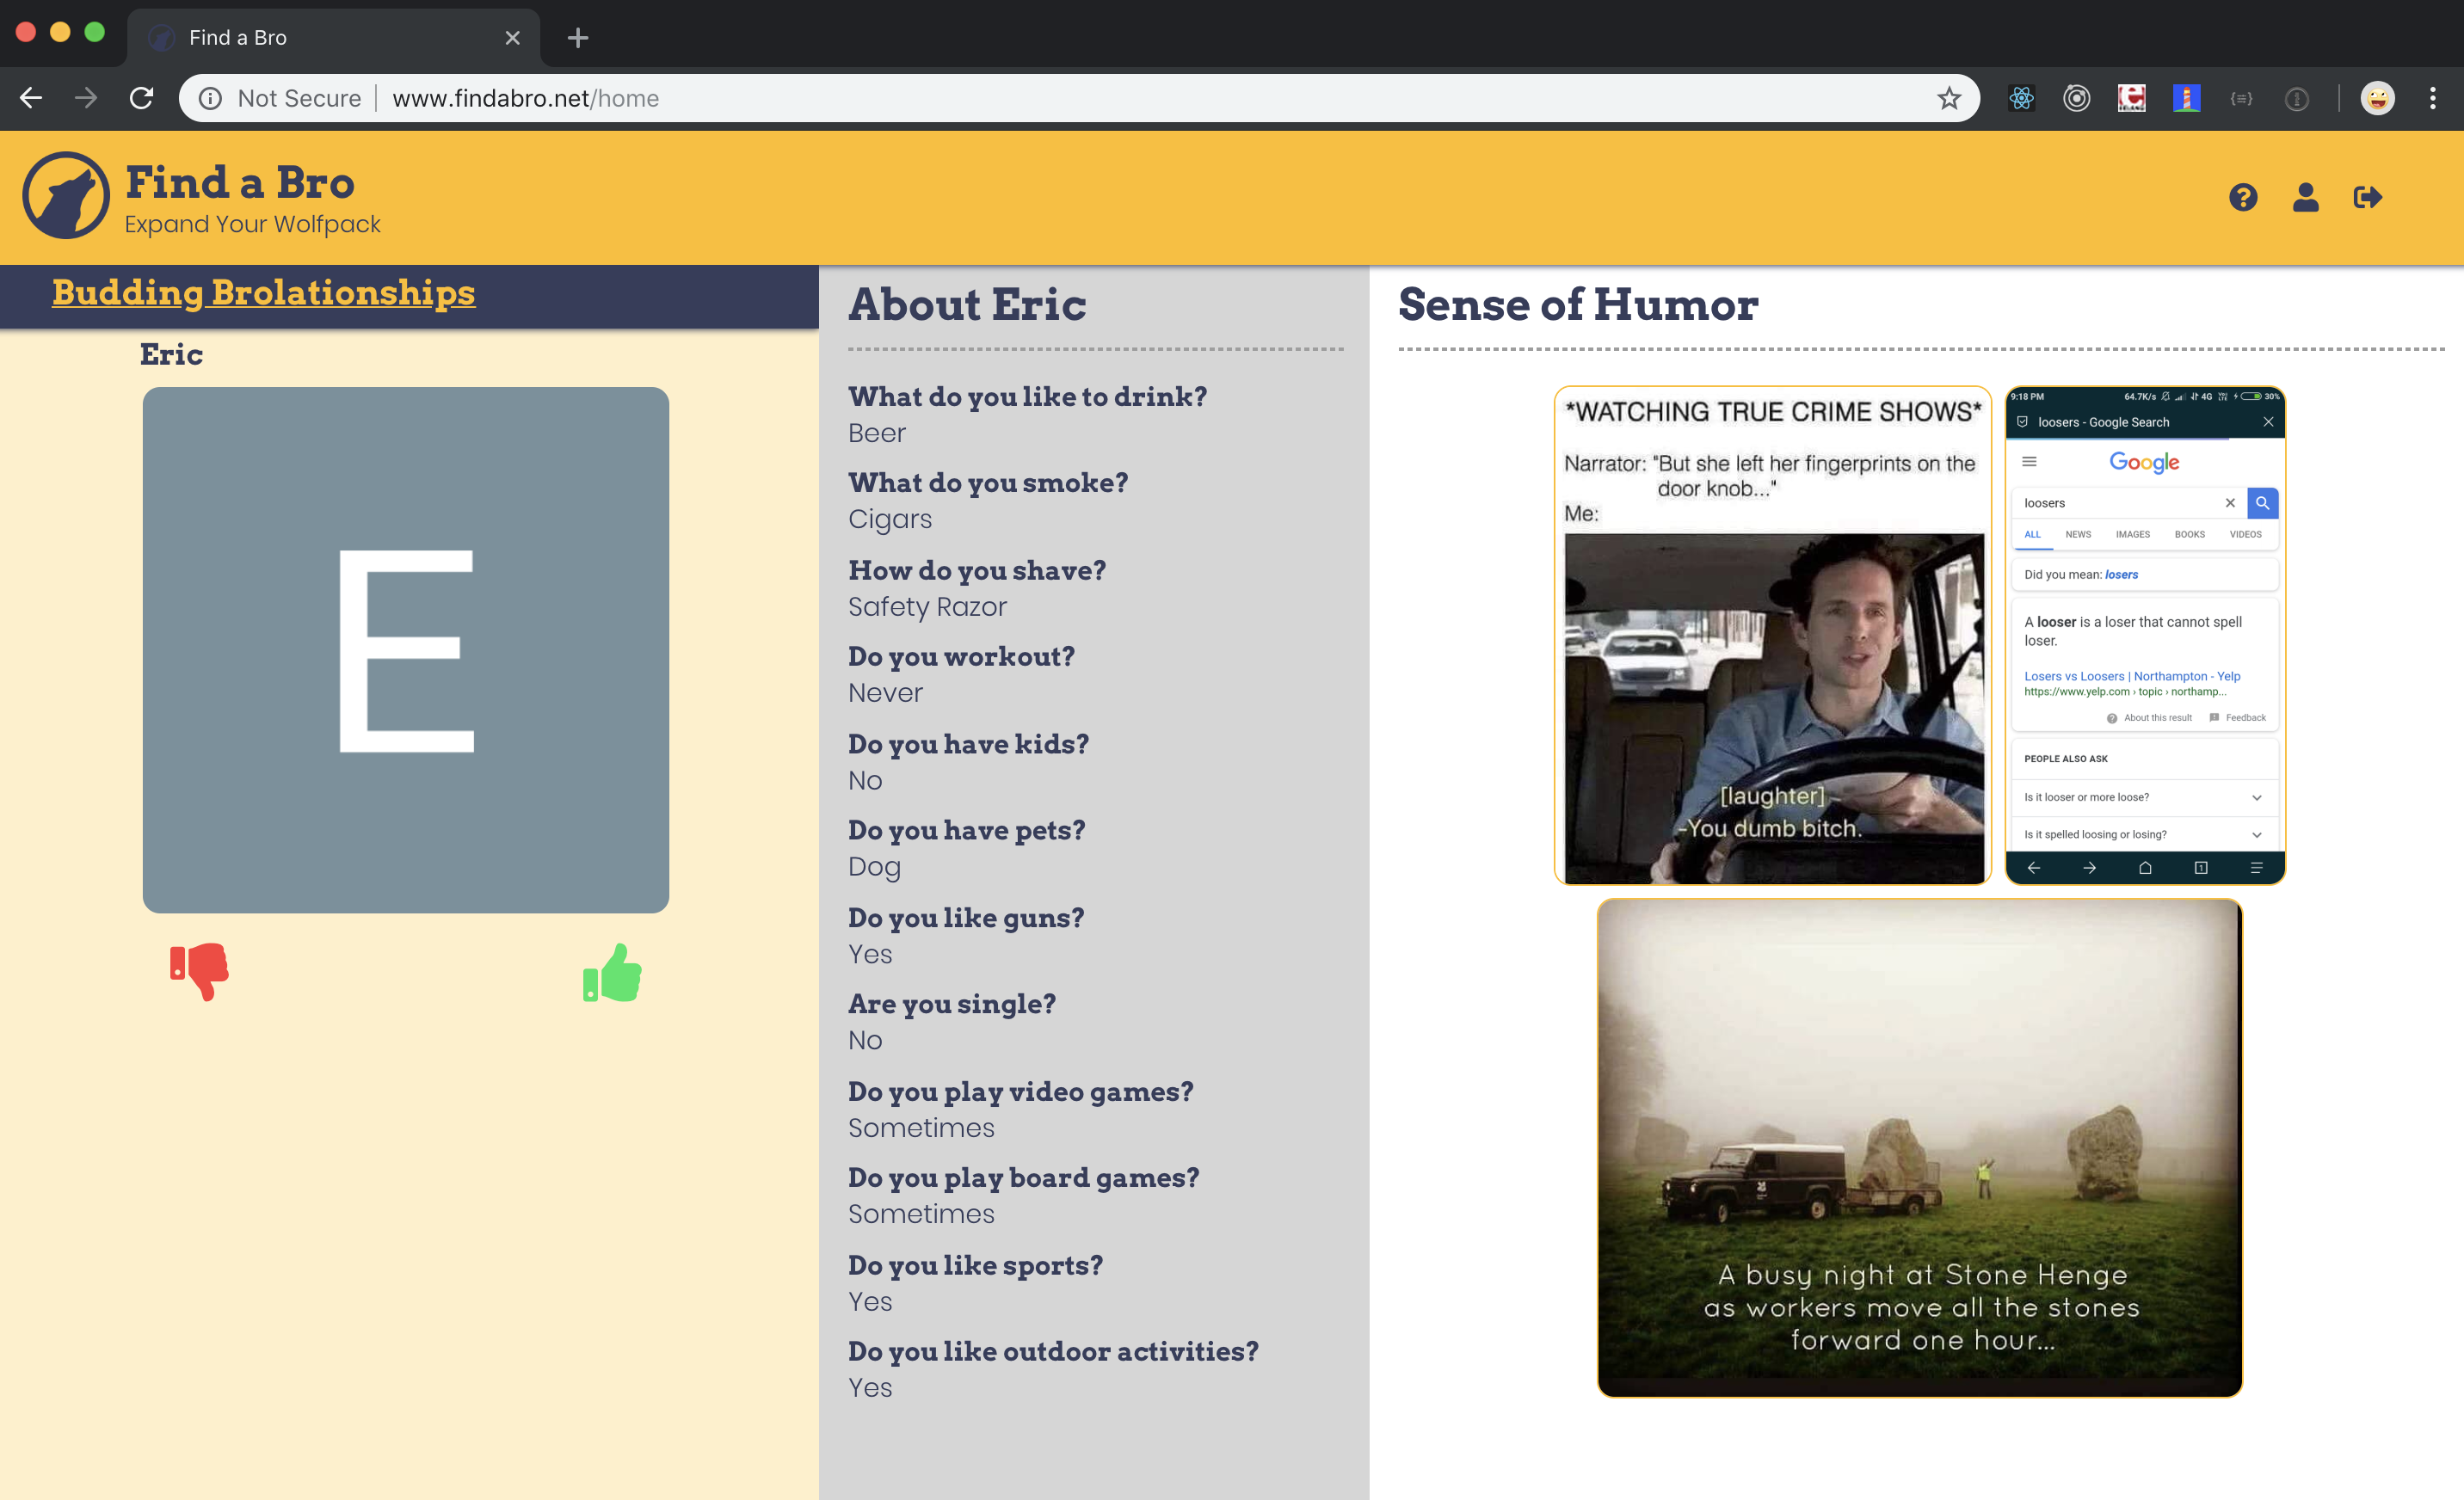 Find a Bro
Not Secure
www.findabro.net/home
Find a Bro
Expand Your Wolfpack
Budding Brolationships
Eric
E
About Eric
What do you like to drink?
Beer
What do you smoke?
Cigars
How do you shave?
Safety Razor
Do you workout?
Never
Do you have kids?
No
Do you have pets?
Dog
Do you like guns?
Yes
Are you single?
No
Do you play video games?
Sometimes
Do you play board games?
Sometimes
Do you like sports?
Yes
Do you like outdoor activities?
Yes
Sense of Humor
*WATCHING TRUE CRIME SHOWS*
Narrator: "But she left her fingerprints on the
door knob..."
Me:
[laughter]
-You dumb bitch.
9:18 PM 64.7K/s 4G 30%
loosers - Google Search
Google
loosers
ALL NEWS IMAGES BOOKS VIDEOS
Did you mean: losers
A looser is a loser that cannot spell
loser.
Losers vs Loosers | Northampton - Yelp
https://www.yelp.com › topic › northamp...
About this result Feedback
PEOPLE ALSO ASK
Is it looser or more loose?
Is it spelled loosing or losing?
1
A busy night at Stone Henge
as workers move all the stones
forward one hour...